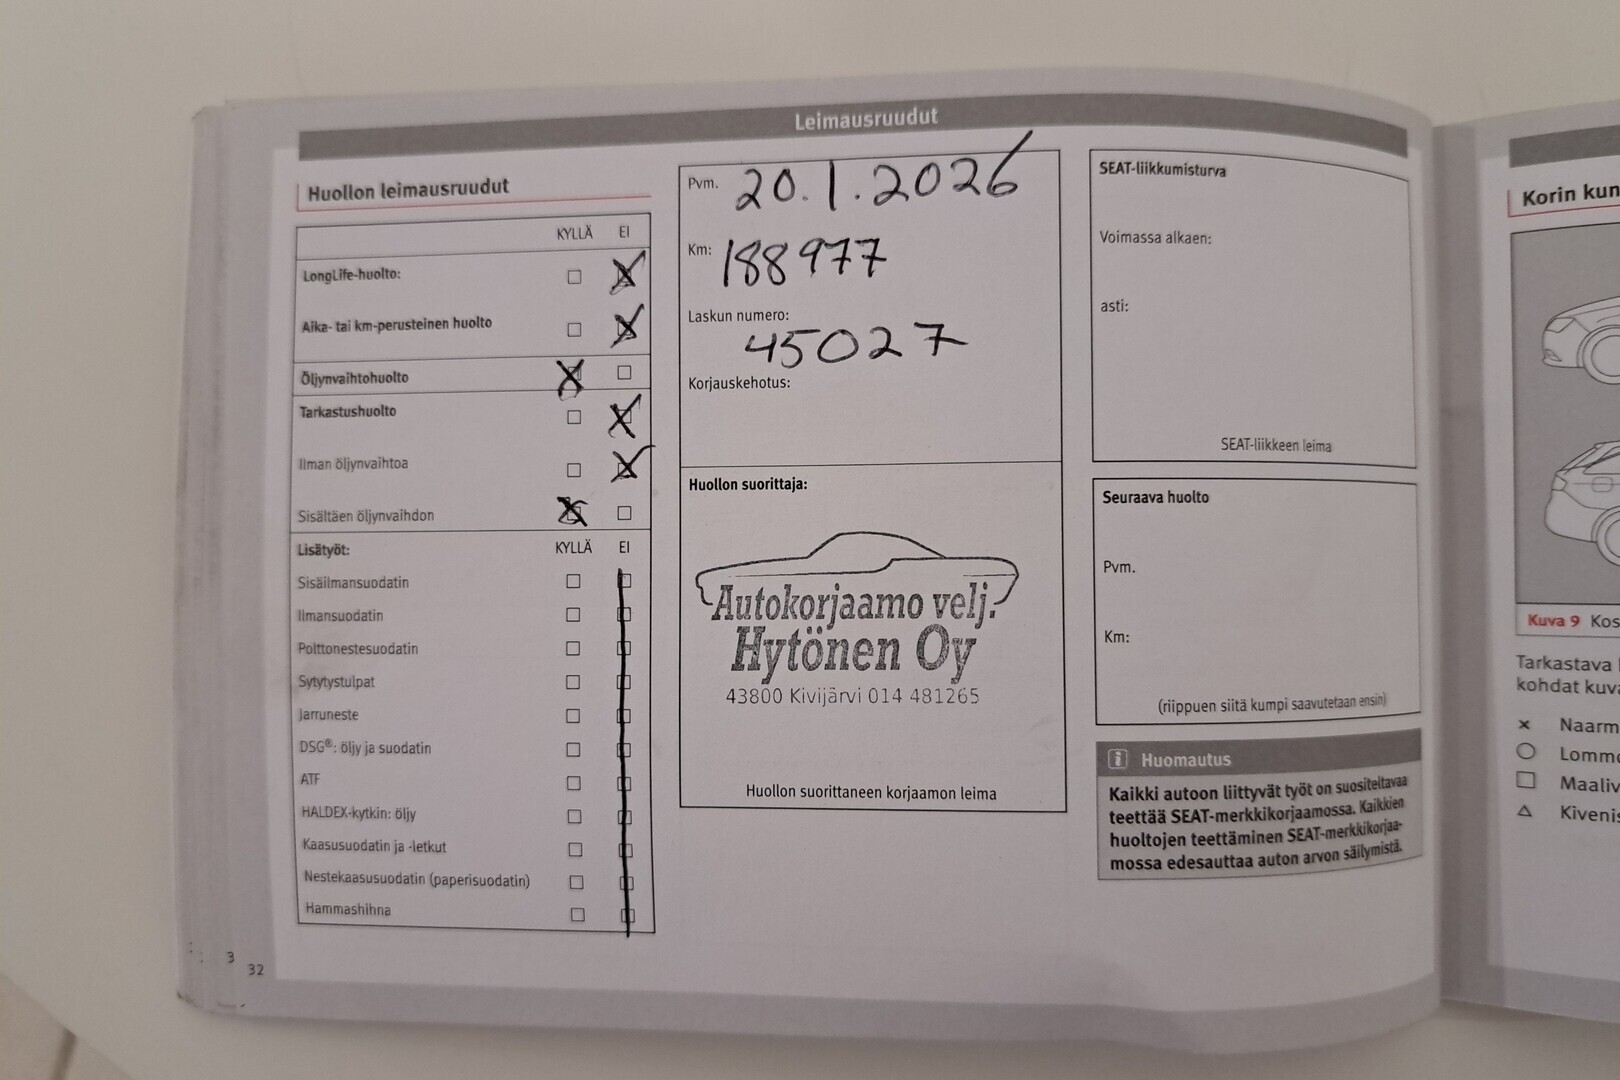 Leimausruudut
Huollon leimausruudut
KYLLÄ EI
LongLife-huolto:
Aika- tai km-perusteinen huolto
Öljynvaihtohuolto
Tarkastushuolto
Ilman öljynvaihtoa
Sisältäen öljynvaihdon
Lisätyöt: KYLLÄ EI
Sisäilmansuodatin
Ilmansuodatin
Polttonestesuodatin
Sytytystulpat
Jarruneste
DSG®: öljy ja suodatin
ATF
HALDEX-kytkin: öljy
Kaasusuodatin ja -letkut
Nestekaasusuodatin (paperisuodatin)
Hammashihna
3
32
Pvm. 20.1.2026
Km: 188977
Laskun numero:
45027
Korjauskehotus:
Huollon suorittaja:
Autokorjaamo velj.
Hytönen Oy
43800 Kivijärvi 014 481265
Huollon suorittaneen korjaamon leima
SEAT-liikkumisturva
Voimassa alkaen:
asti:
SEAT-liikkeen leima
Seuraava huolto
Pvm.
Km:
(riippuen siitä kumpi saavutetaan ensin)
i Huomautus
Kaikki autoon liittyvät työt on suositeltavaa
teettää SEAT-merkkikorjaamossa. Kaikkien
huoltojen teettäminen SEAT-merkkikorjaa-
mossa edesauttaa auton arvon säilymistä.
Korin kun
Kuva 9 Kos
Tarkastava
kohdat kuva
Naarm
Lommo
Maaliv
Kivenis